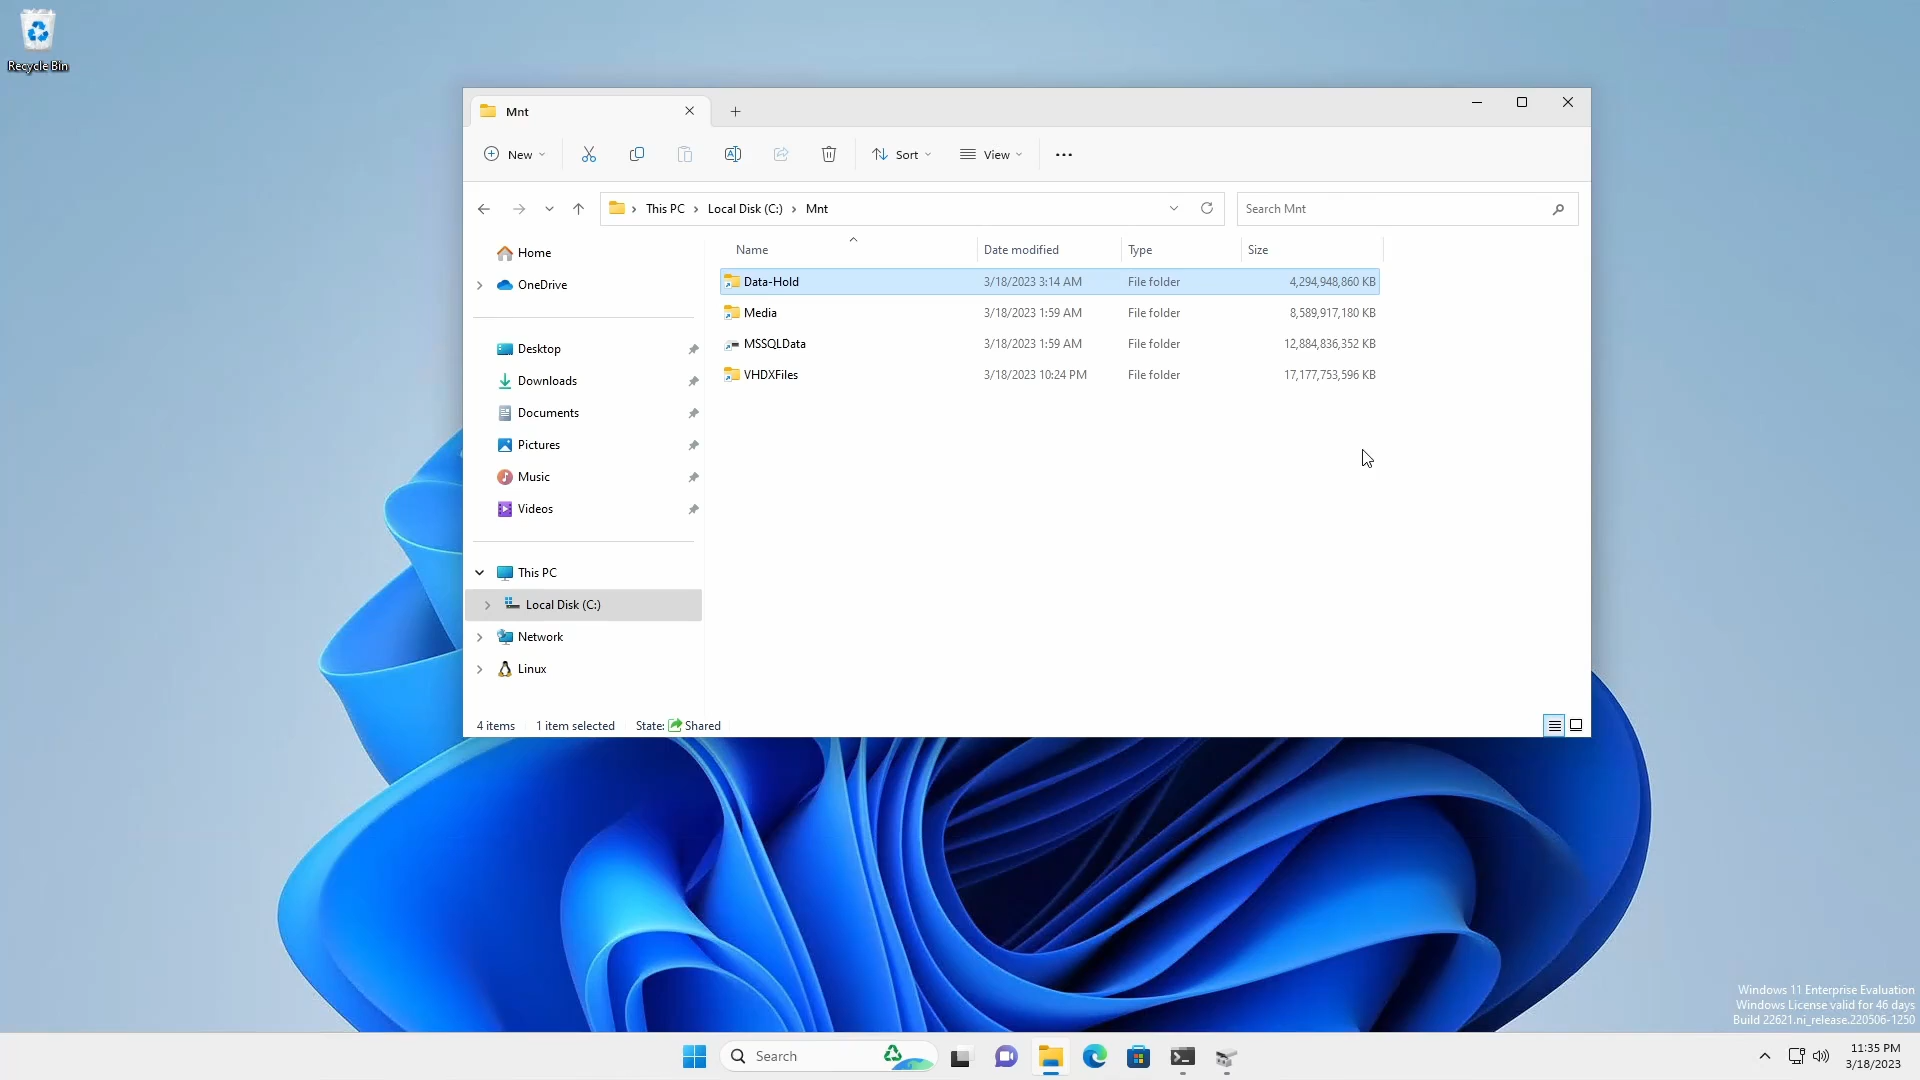 Recycle Bin
Mnt
New
Sort
View
This PC
Local Disk (C:)
Mnt
Search Mnt
Home
OneDrive
Desktop
Downloads
Documents
Pictures
Music
Videos
This PC
Local Disk (C:)
Network
Linux
Name Date modified Type Size
Data-Hold 3/18/2023 3:14 AM File folder 4,294,948,860 KB
Media 3/18/2023 1:59 AM File folder 8,589,917,180 KB
MSSQLData 3/18/2023 1:59 AM File folder 12,884,836,352 KB
VHDXFiles 3/18/2023 10:24 PM File folder 17,177,753,596 KB
4 items 1 item selected State: Shared
Windows 11 Enterprise Evaluation
Windows License valid for 46 days
Build 22621.ni_release.220506-1250
Search
11:35 PM
3/18/2023